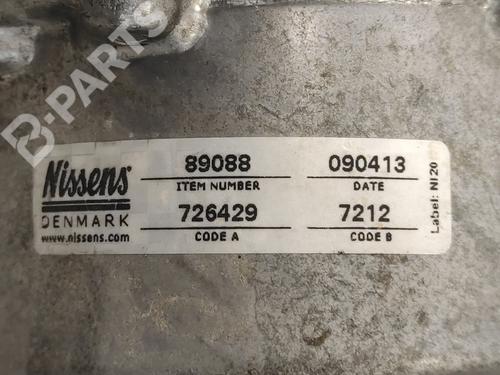 B-PARTS
Nissens
DENMARK
www.nissens.com
89088
ITEM NUMBER
090413
DATE
726429
CODE A
7212
CODE B
Label: NI20